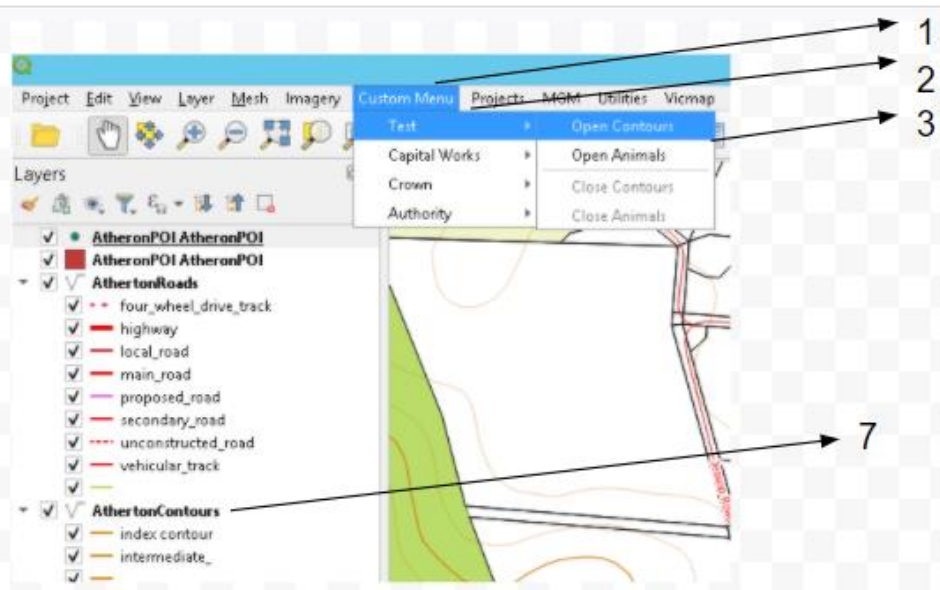 1
2
Project Edit View Layer Mesh Imagery Custom Menu Projects MGM Utilities Vicmap
3
Test Open Contours
Capital Works Open Animals
Layers
Crown Close Contours
Authority Close Animals
AtheronPOI AtheronPOI
AtheronPOI AtheronPOI
AthertonRoads
four_wheel_drive_track
highway
local_road
main_road
proposed_road
secondary_road
7
unconstructed_road
vehicular_track
AthertonContours
index contour
intermediate_